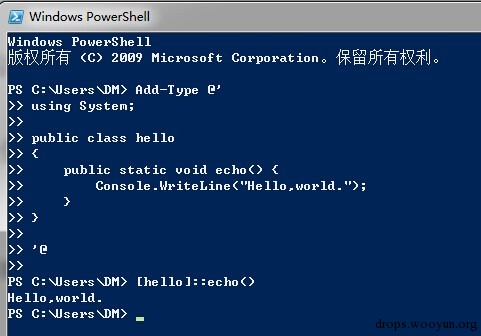 Windows PowerShell
Windows PowerShell
版权所有 (C) 2009 Microsoft Corporation。保留所有权利。
PS C:\Users\DM> Add-Type @'
>> using System;
>>
>> public class hello
>> {
>>     public static void echo() {
>>         Console.WriteLine("Hello,world.");
>>     }
>> }
>>
>> '@
>>
PS C:\Users\DM> [hello]::echo()
Hello,world.
PS C:\Users\DM>
drops.wooyun.org